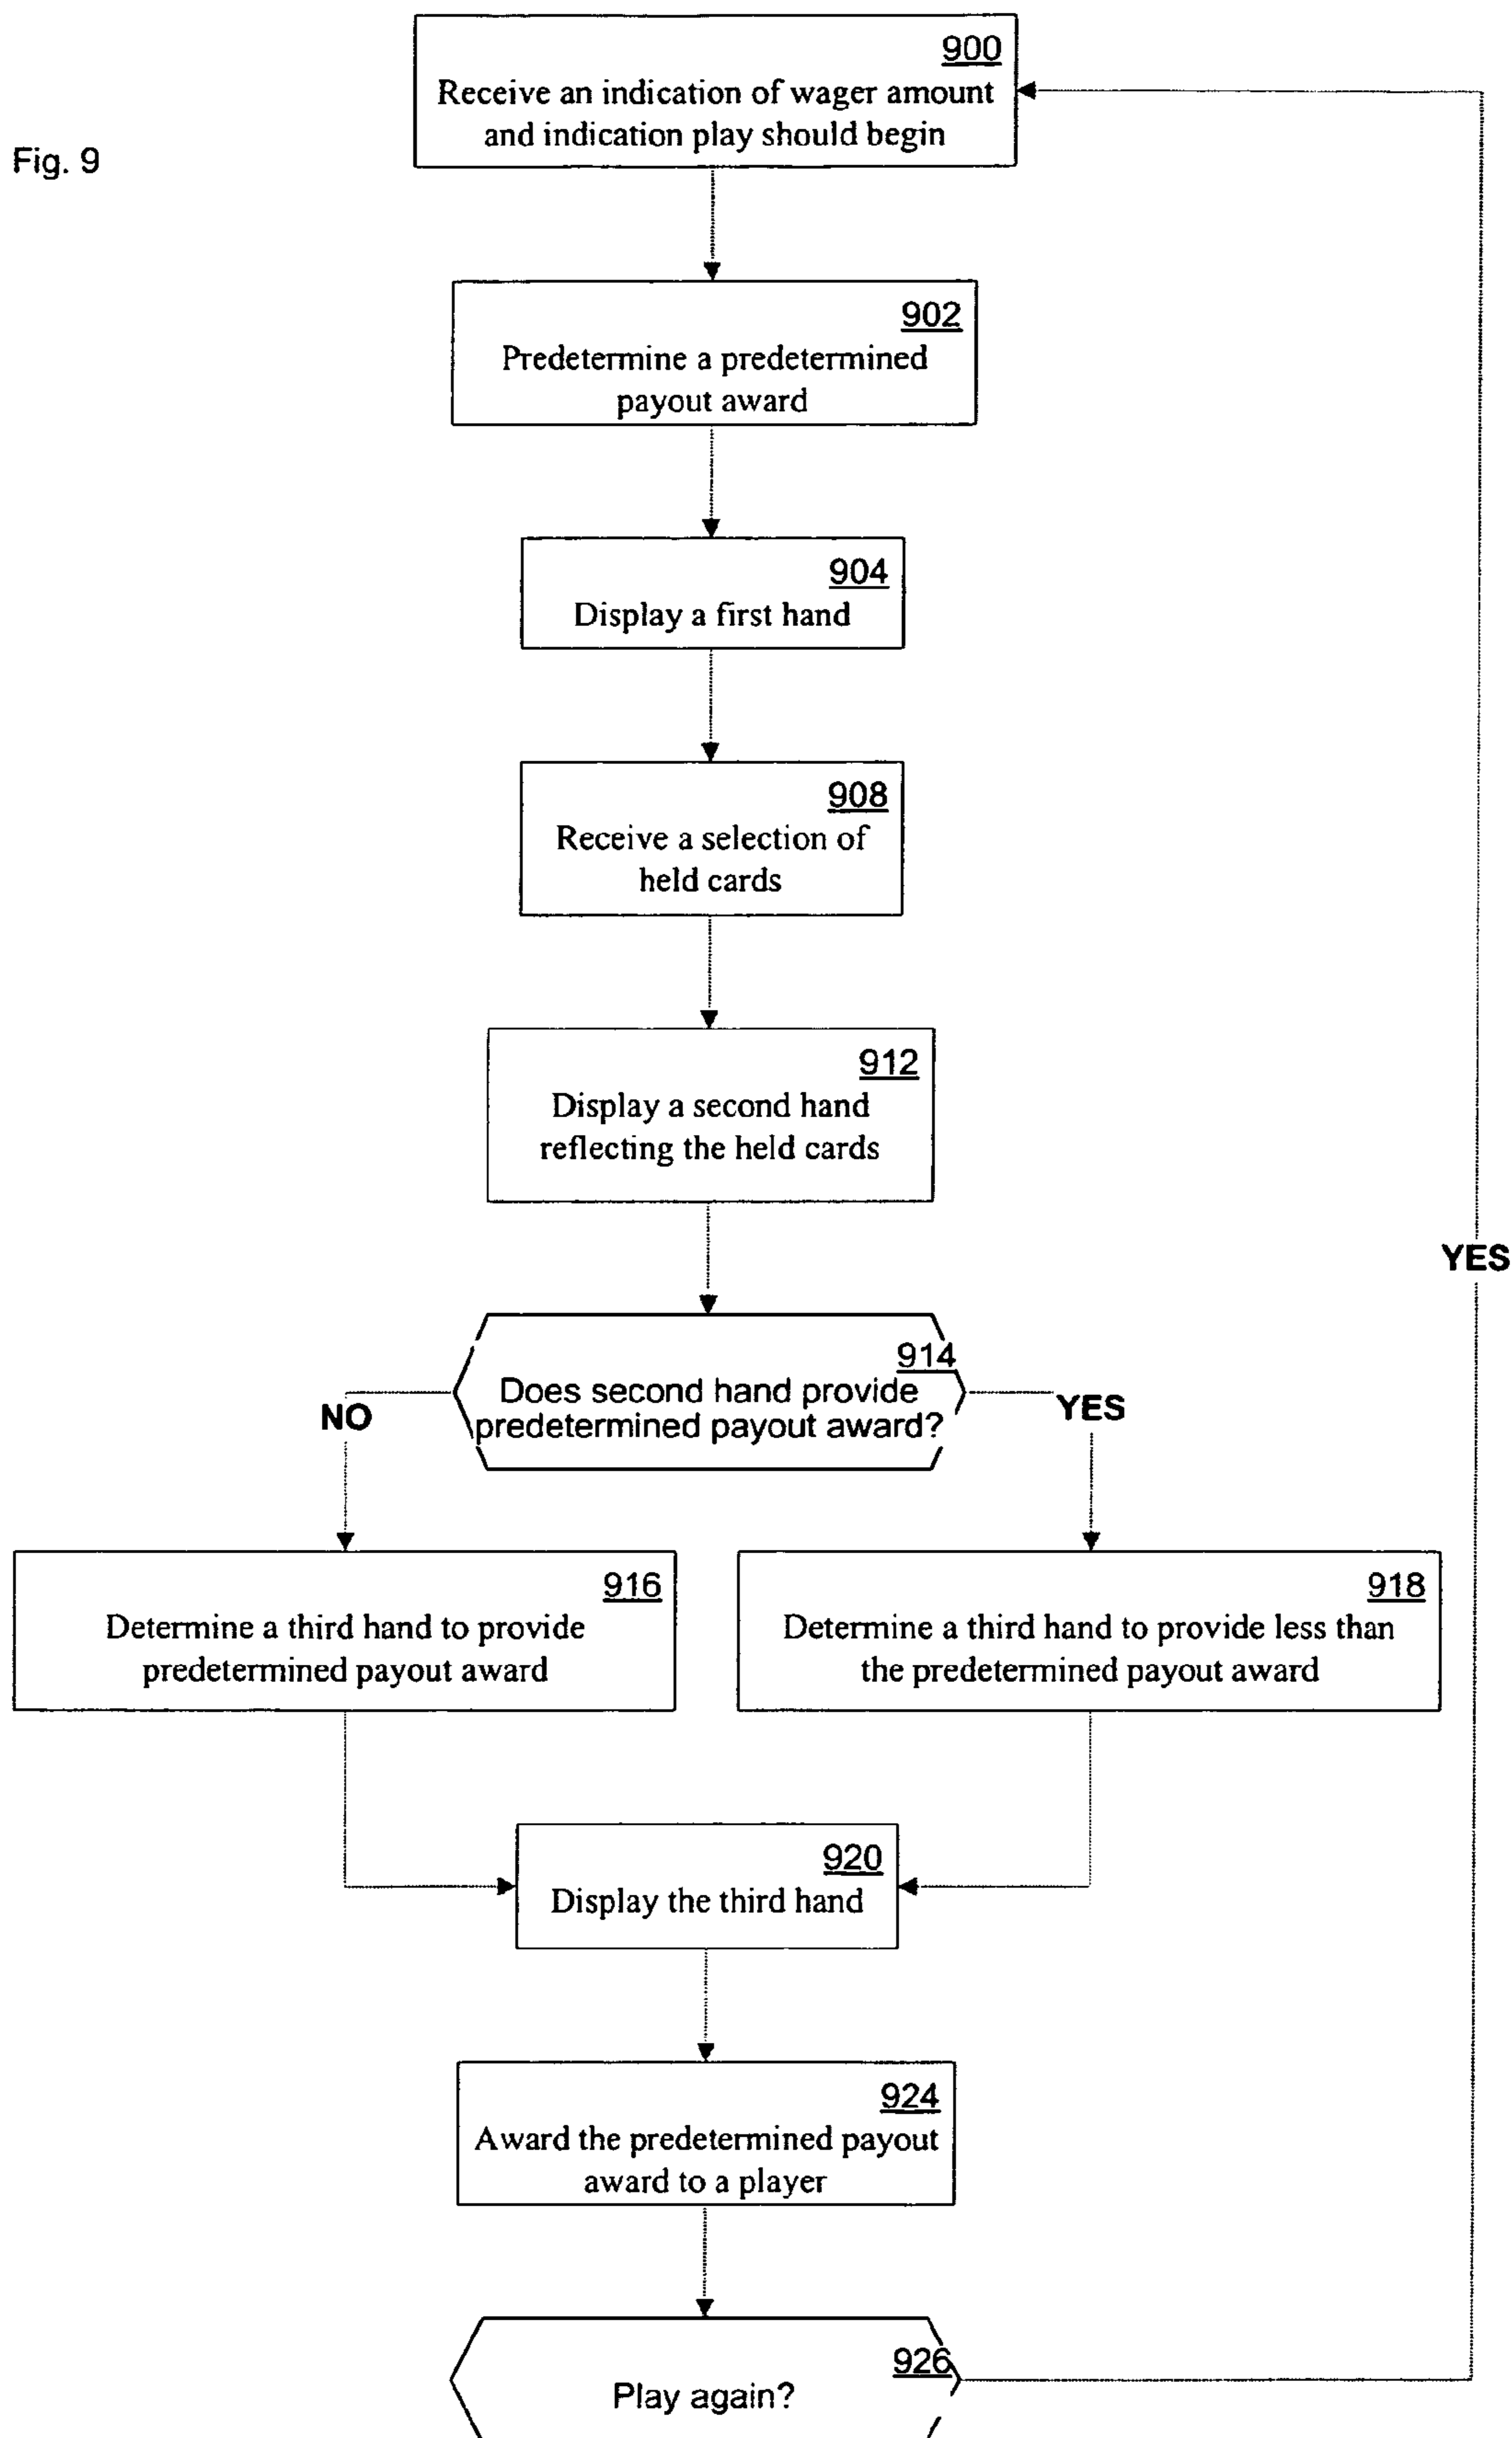 900
Receive an indication of wager amount
and indication play should begin
Fig. 9
902
Predetermine a predetermined
payout award
904
Display a first hand
908
Receive a selection of
held cards
912
Display a second hand
reflecting the held cards
YES
914
Does second hand provide
predetermined payout award?
NO
YES
916
Determine a third hand to provide
predetermined payout award
918
Determine a third hand to provide less than
the predetermined payout award
920
Display the third hand
924
Award the predetermined payout
award to a player
926
Play again?